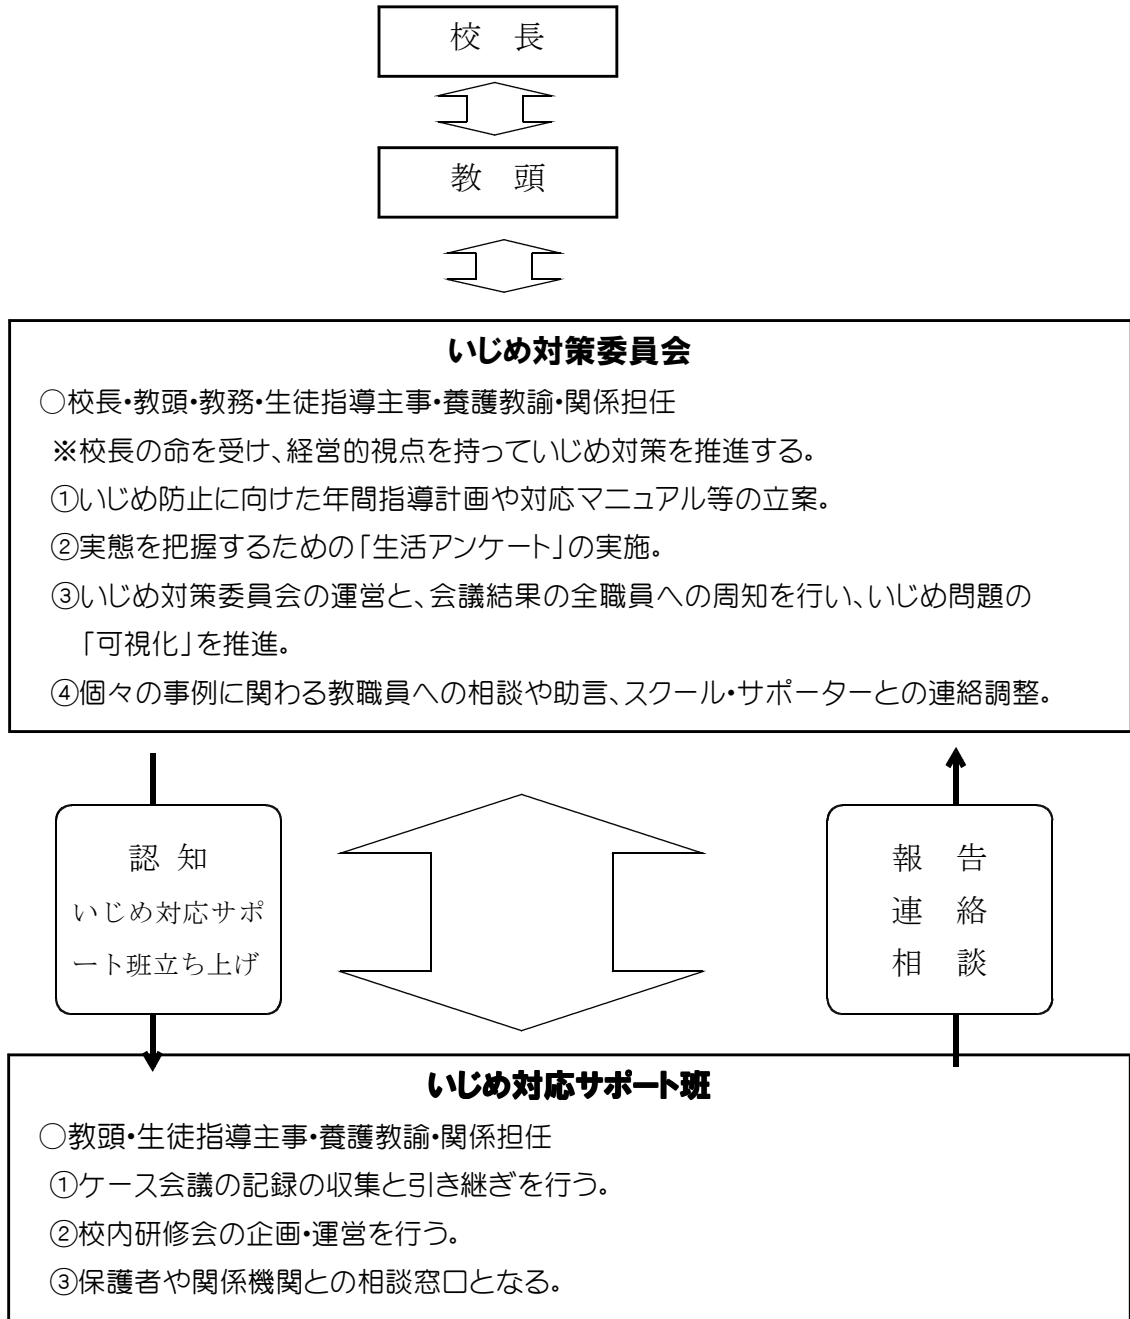 校　長
教　頭
いじめ対策委員会
○校長・教頭・教務・生徒指導主事・養護教諭・関係担任
※校長の命を受け、経営的視点を持っていじめ対策を推進する。
①いじめ防止に向けた年間指導計画や対応マニュアル等の立案。
②実態を把握するための「生活アンケート」の実施。
③いじめ対策委員会の運営と、会議結果の全職員への周知を行い、いじめ問題の
「可視化」を推進。
④個々の事例に関わる教職員への相談や助言、スクール・サポーターとの連絡調整。
認 知
いじめ対応サポ
ート班立ち上げ
報　告
連　絡
相　談
いじめ対応サポート班
○教頭・生徒指導主事・養護教諭・関係担任
①ケース会議の記録の収集と引き継ぎを行う。
②校内研修会の企画・運営を行う。
③保護者や関係機関との相談窓口となる。